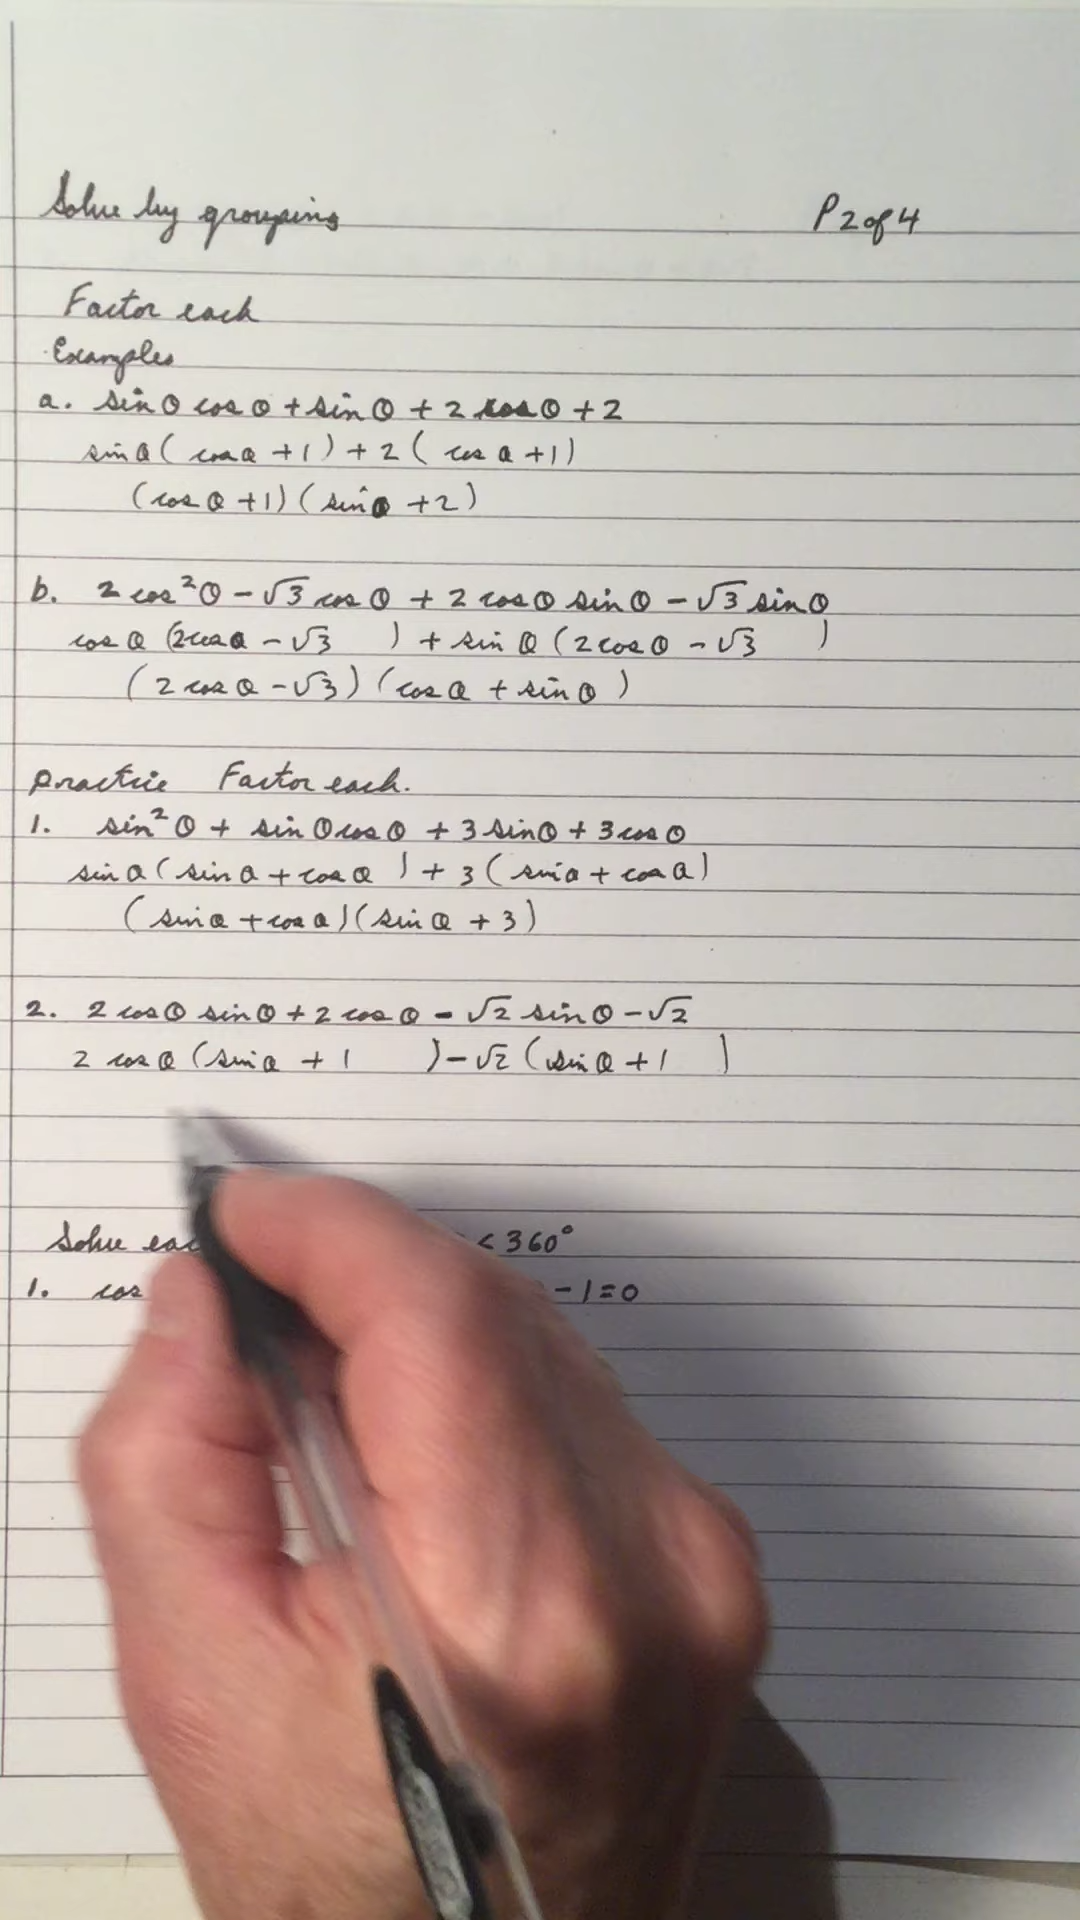 Solve by grouping P 2 of 4
Factor each
Examples
a. sin θ cos θ + sin θ + 2 cos θ + 2
sin θ ( cos θ + 1 ) + 2 ( cos θ + 1 )
( cos θ + 1 ) ( sin θ + 2 )
b. 2 cos² θ - √3 cos θ + 2 cos θ sin θ - √3 sin θ
cos θ ( 2 cos θ - √3 ) + sin θ ( 2 cos θ - √3 )
( 2 cos θ - √3 ) ( cos θ + sin θ )
Practice Factor each.
1. sin² θ + sin θ cos θ + 3 sin θ + 3 cos θ
sin θ ( sin θ + cos θ ) + 3 ( sin θ + cos θ )
( sin θ + cos θ ) ( sin θ + 3 )
2. 2 cos θ sin θ + 2 cos θ - √2 sin θ - √2
2 cos θ ( sin θ + 1 ) - √2 ( sin θ + 1 )
Solve < 360°
1. cos - 1 = 0